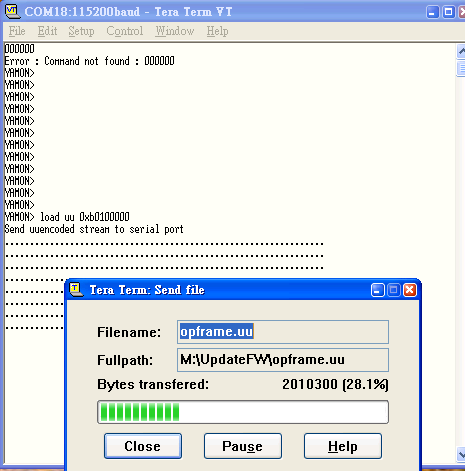 COM18:115200baud - Tera Term VT
File Edit Setup Control Window Help
000000
Error : Command not found : 000000
YAMON>
YAMON>
YAMON>
YAMON>
YAMON>
YAMON>
YAMON>
YAMON>
YAMON>
YAMON>
YAMON>
YAMON>
YAMON> load uu 0xb0100000
Send uuencoded stream to serial port
................................................................
................................................................
................................................................
Tera Term: Send file
Filename: opframe.uu
Fullpath: M:\UpdateFW\opframe.uu
Bytes transfered: 2010300 (28.1%)
Close Pause Help